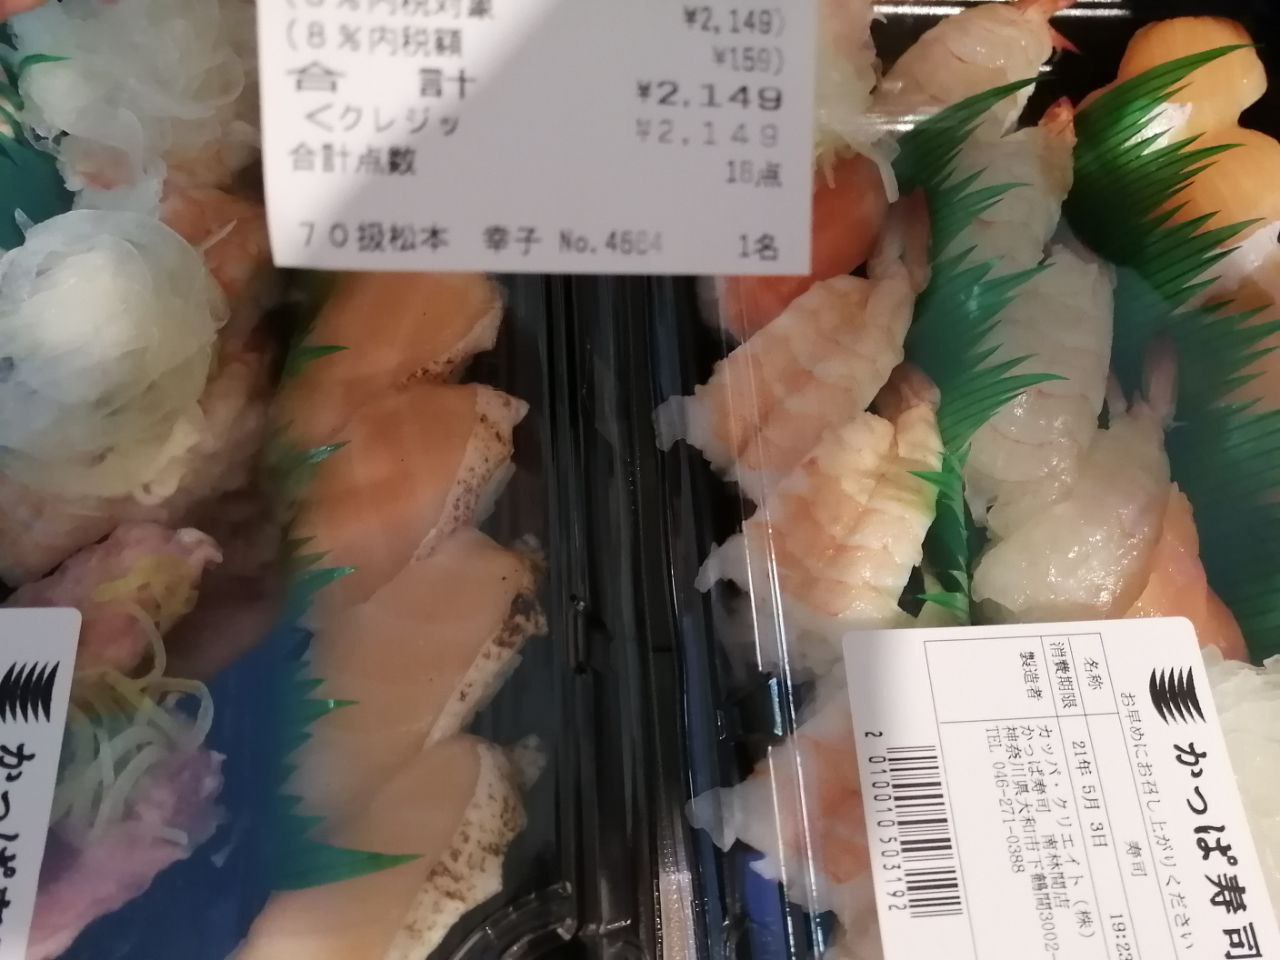 (8%内税対象 ¥2,149)
(8%内税額 ¥159)
合計 ¥2,149
<クレジッ ¥2,149
合計点数 18点
70扱松本 幸子 No.4564 1名
かっぱ寿司
お早めにお召し上がりください
名称 寿司
消費期限 21年 5月 3日 19:23
製造者 カッパ・クリエイト(株)
かっぱ寿司 南林間店
神奈川県大和市下鶴間3002-
TEL 046-271-0388
2 010010 503192
かっぱ